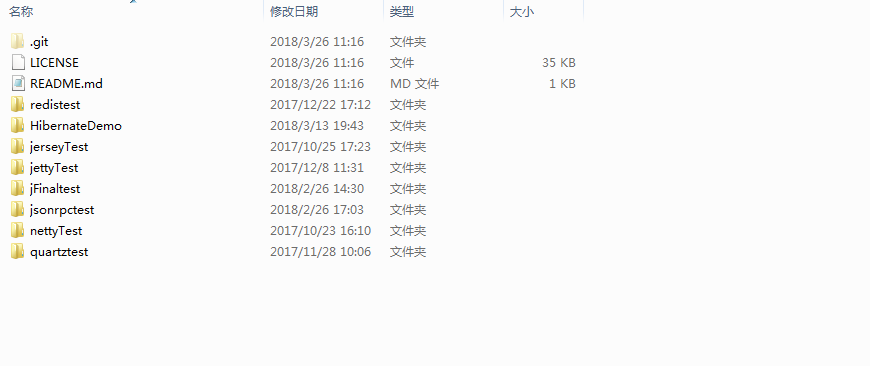 名称 修改日期 类型 大小
.git 2018/3/26 11:16 文件夹
LICENSE 2018/3/26 11:16 文件 35 KB
README.md 2018/3/26 11:16 MD 文件 1 KB
redistest 2017/12/22 17:12 文件夹
HibernateDemo 2018/3/13 19:43 文件夹
jerseyTest 2017/10/25 17:23 文件夹
jettyTest 2017/12/8 11:31 文件夹
jFinaltest 2018/2/26 14:30 文件夹
jsonrpctest 2018/2/26 17:03 文件夹
nettyTest 2017/10/23 16:10 文件夹
quartztest 2017/11/28 10:06 文件夹